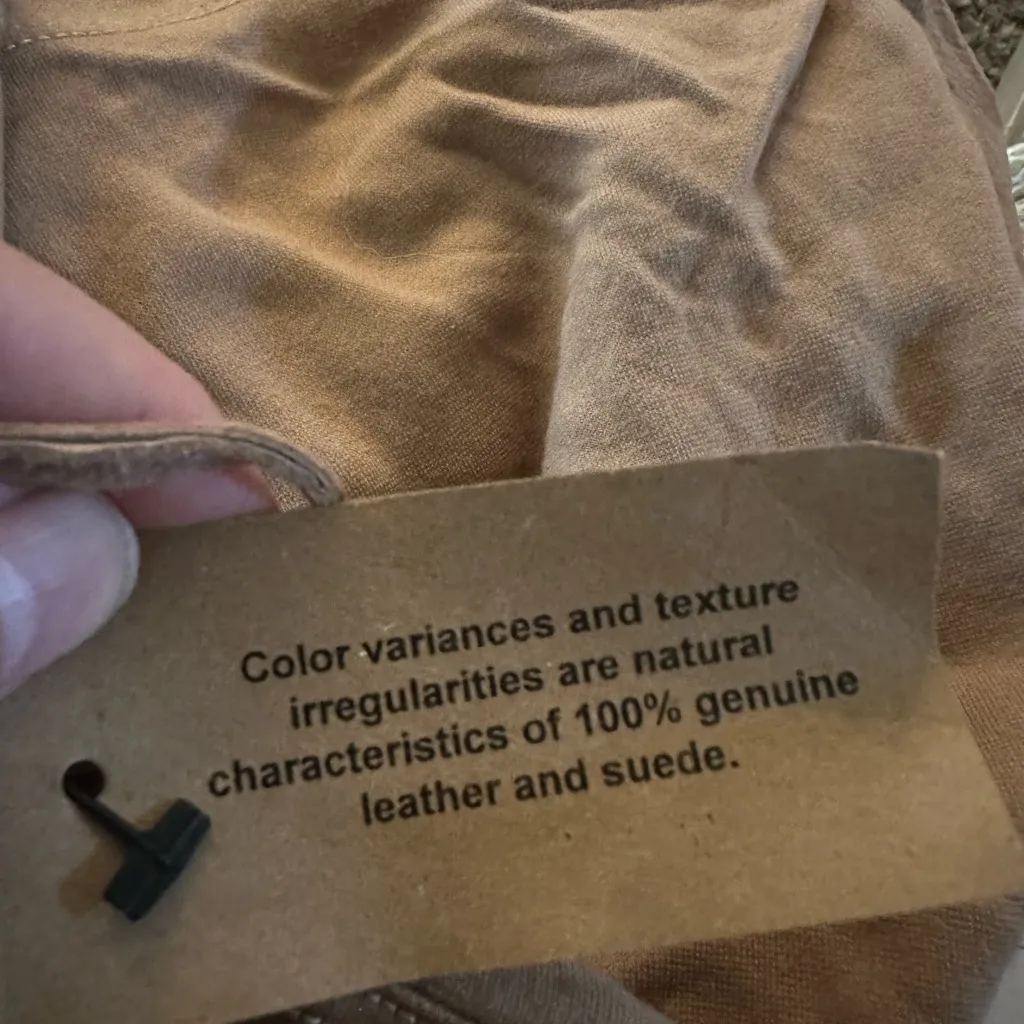 Color variances and texture
irregularities are natural
characteristics of 100% genuine
leather and suede.